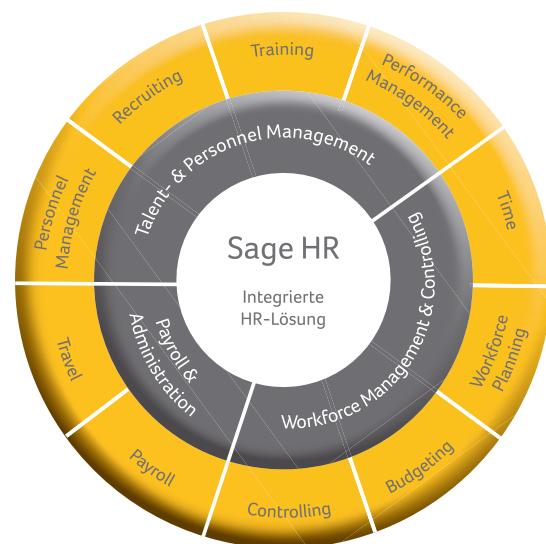 Sage HR
Integrierte
HR-Lösung
Talent- & Personnel Management
Workforce Management & Controlling
Payroll &
Administration
Training
Performance
Management
Time
Workforce
Planning
Budgeting
Controlling
Payroll
Travel
Personnel
Management
Recruiting